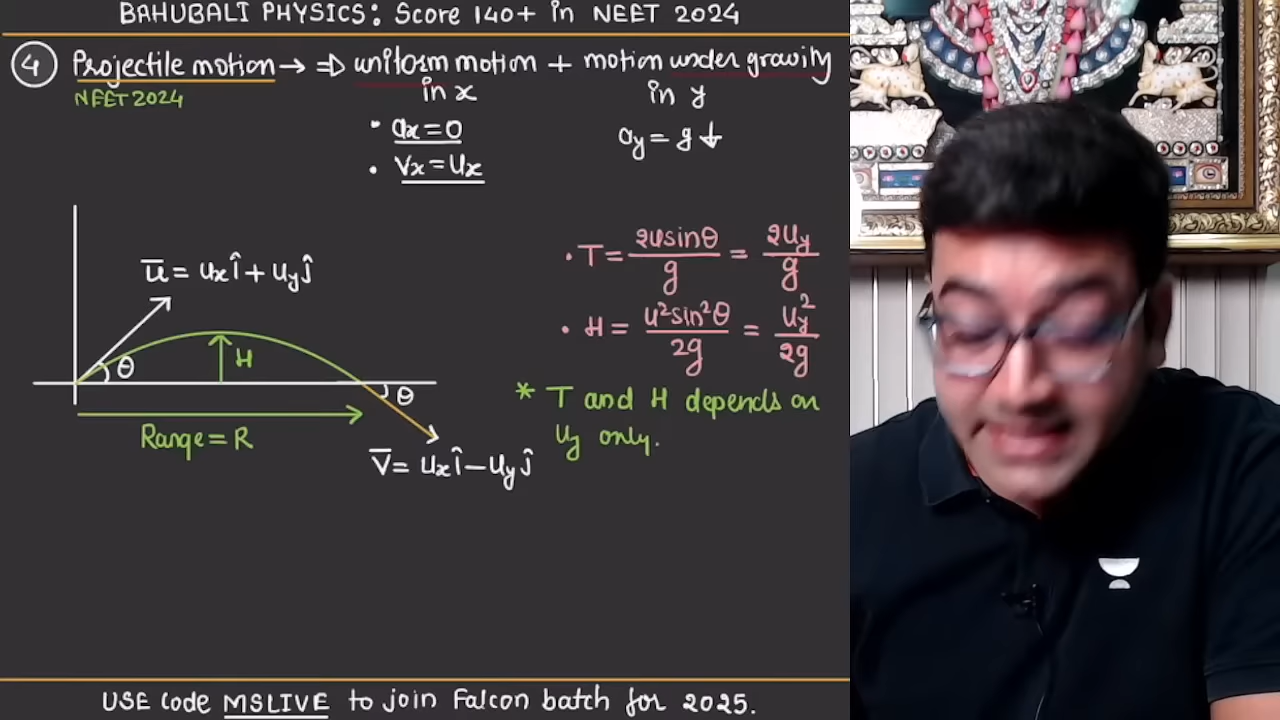 BAHUBALI PHYSICS: Score 140+ in NEET 2024
④ Projectile motion → ⇒ uniform motion + motion under gravity
NEET 2024
in x
in y
• ax = 0
ay = g ↓
• Vx = Ux
• T = 2usinθ/g = 2Uy/g
u̅ = Uxî + Uyĵ
• H = u²sin²θ/2g = Uy²/2g
H
θ
θ
* T and H depends on
Uy only.
Range = R
V̅ = Uxî − Uyĵ
USE Code MSLIVE to join Falcon batch for 2025.